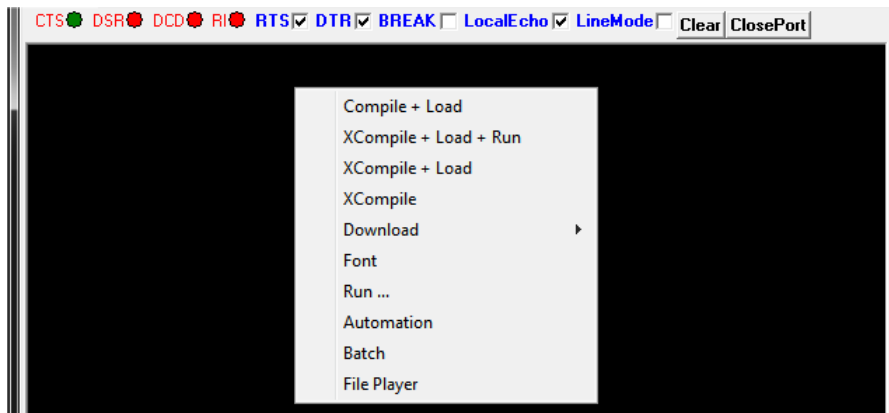 CTS DSR DCD RI RTS DTR BREAK LocalEcho LineMode Clear ClosePort
Compile + Load
XCompile + Load + Run
XCompile + Load
XCompile
Download
Font
Run ...
Automation
Batch
File Player